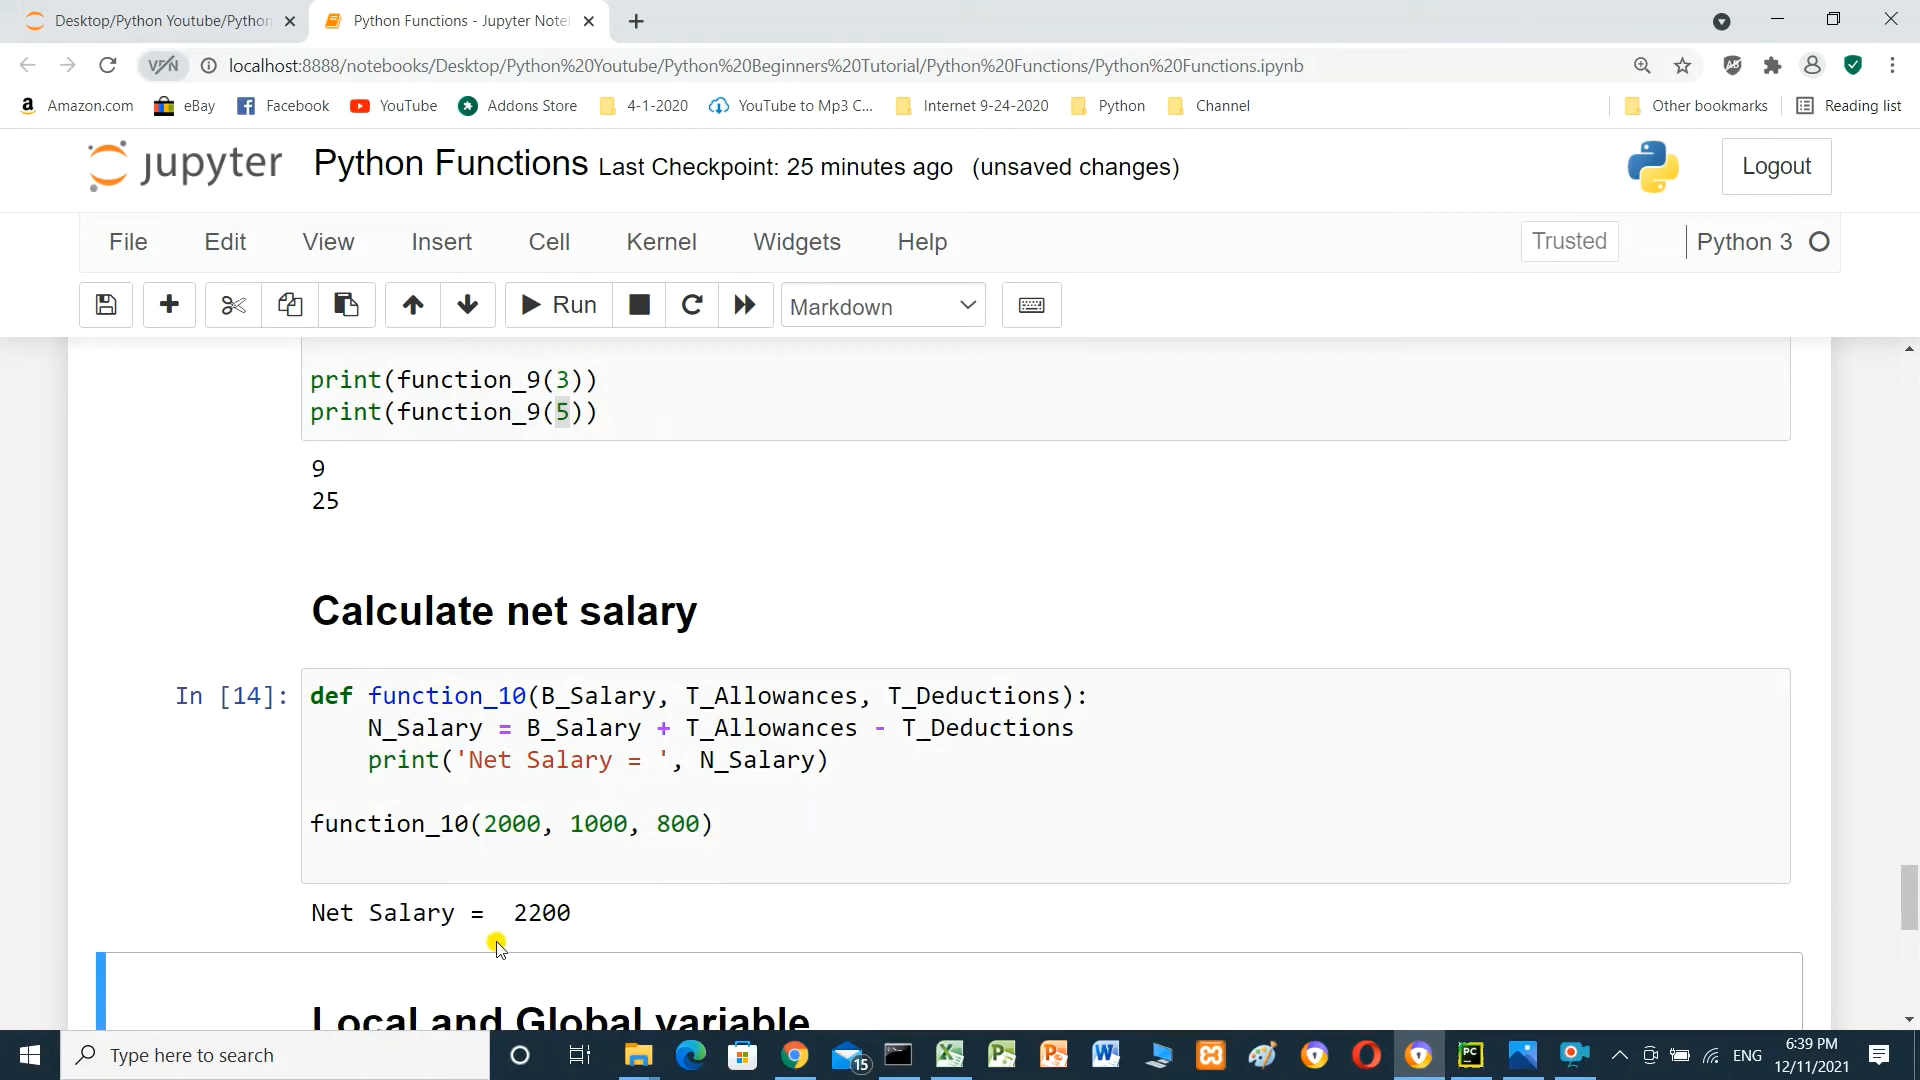 Desktop/Python Youtube/Python
Python Functions - Jupyter Note
VPN
localhost:8888/notebooks/Desktop/Python%20Youtube/Python%20Beginners%20Tutorial/Python%20Functions/Python%20Functions.ipynb
Amazon.com
eBay
Facebook
YouTube
Addons Store
4-1-2020
YouTube to Mp3 C...
Internet 9-24-2020
Python
Channel
Other bookmarks
Reading list
jupyter
Python Functions Last Checkpoint: 25 minutes ago (unsaved changes)
Logout
File Edit View Insert Cell Kernel Widgets Help
Trusted
Python 3
Run
Markdown
print(function_9(3))
print(function_9(5))
9
25
Calculate net salary
In [14]:
def function_10(B_Salary, T_Allowances, T_Deductions):
    N_Salary = B_Salary + T_Allowances - T_Deductions
    print('Net Salary = ', N_Salary)
function_10(2000, 1000, 800)
Net Salary =  2200
Local and Global variable
Type here to search
15
PC
ENG
6:39 PM
12/11/2021